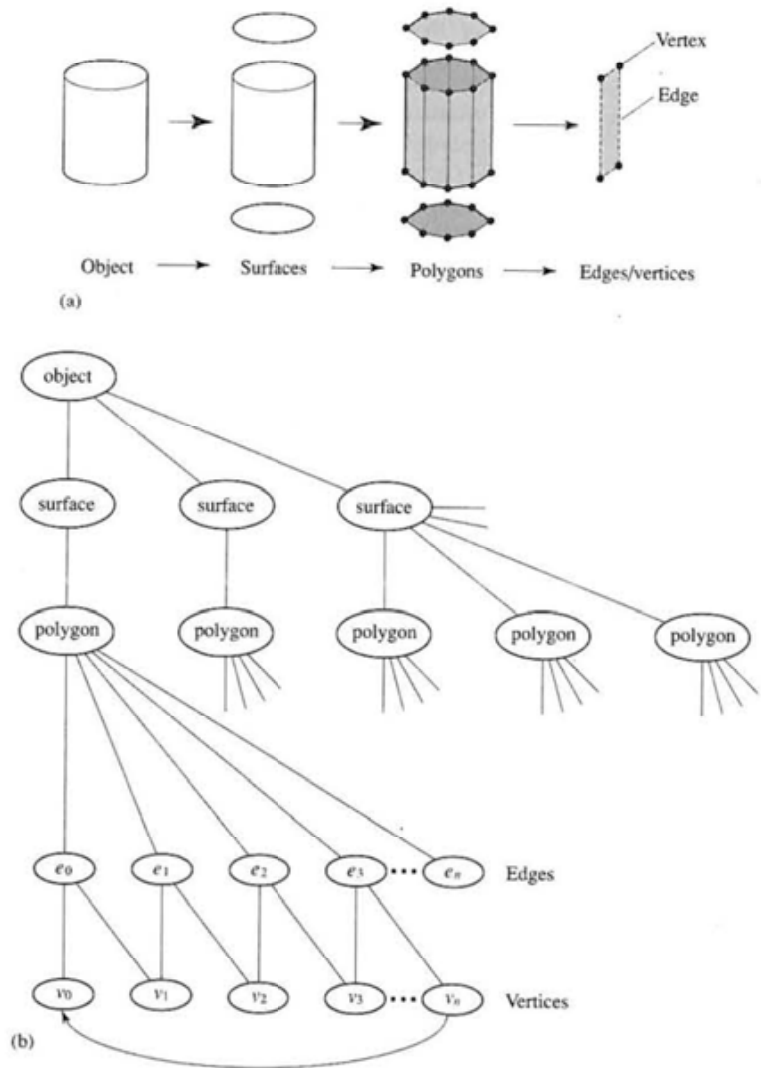 Vertex
Edge
Object Surfaces Polygons Edges/vertices
(a)
object
surface surface surface
polygon polygon polygon polygon polygon
e0 e1 e2 e3 ••• en Edges
v0 v1 v2 v3 ••• vn Vertices
(b)